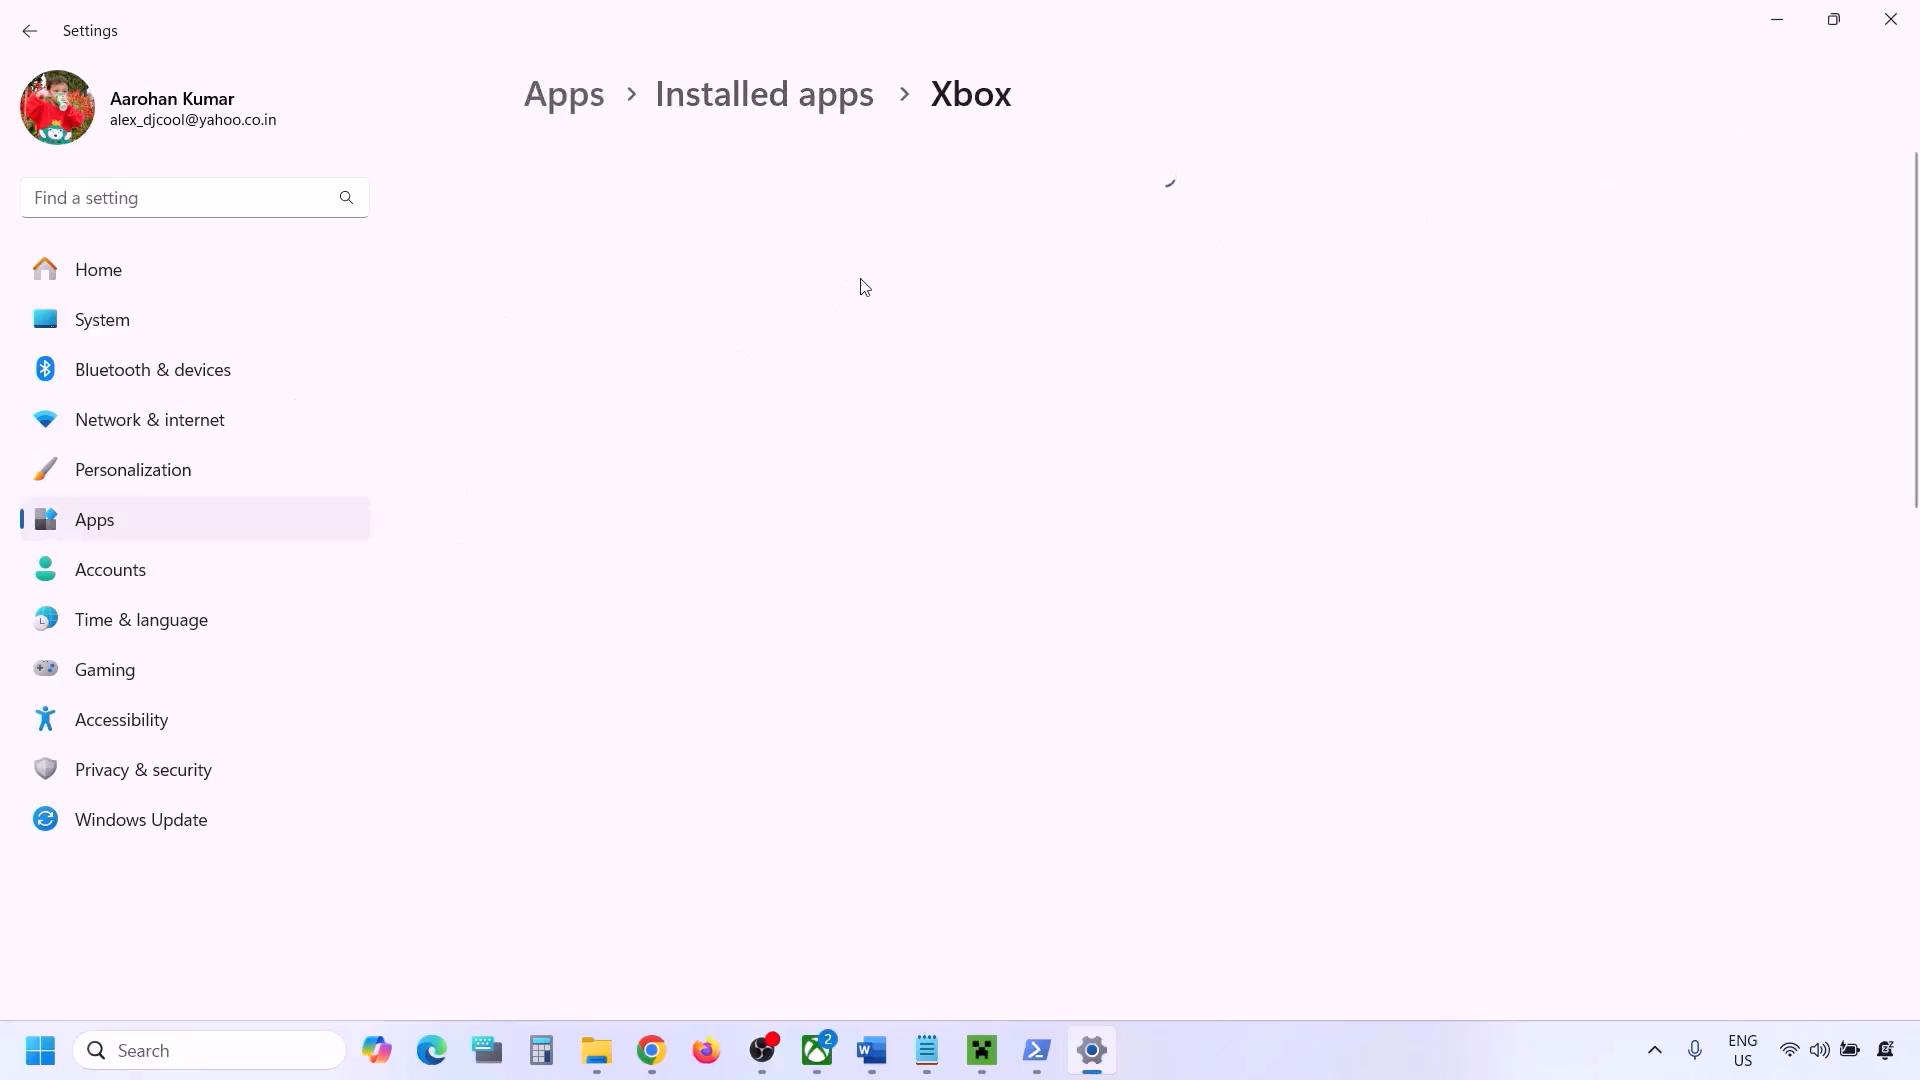 Settings
Aarohan Kumar
alex_djcool@yahoo.co.in
Apps > Installed apps > Xbox
Find a setting
Home
System
Bluetooth & devices
Network & internet
Personalization
Apps
Accounts
Time & language
Gaming
Accessibility
Privacy & security
Windows Update
Search
2
ENG
US